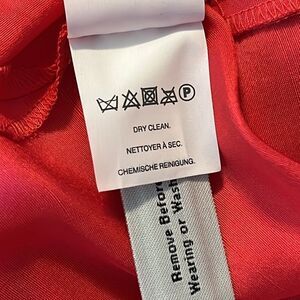 P
DRY CLEAN.
NETTOYER À SEC.
CHEMISCHE REINIGUNG.
Remove Before
Wearing or Wash